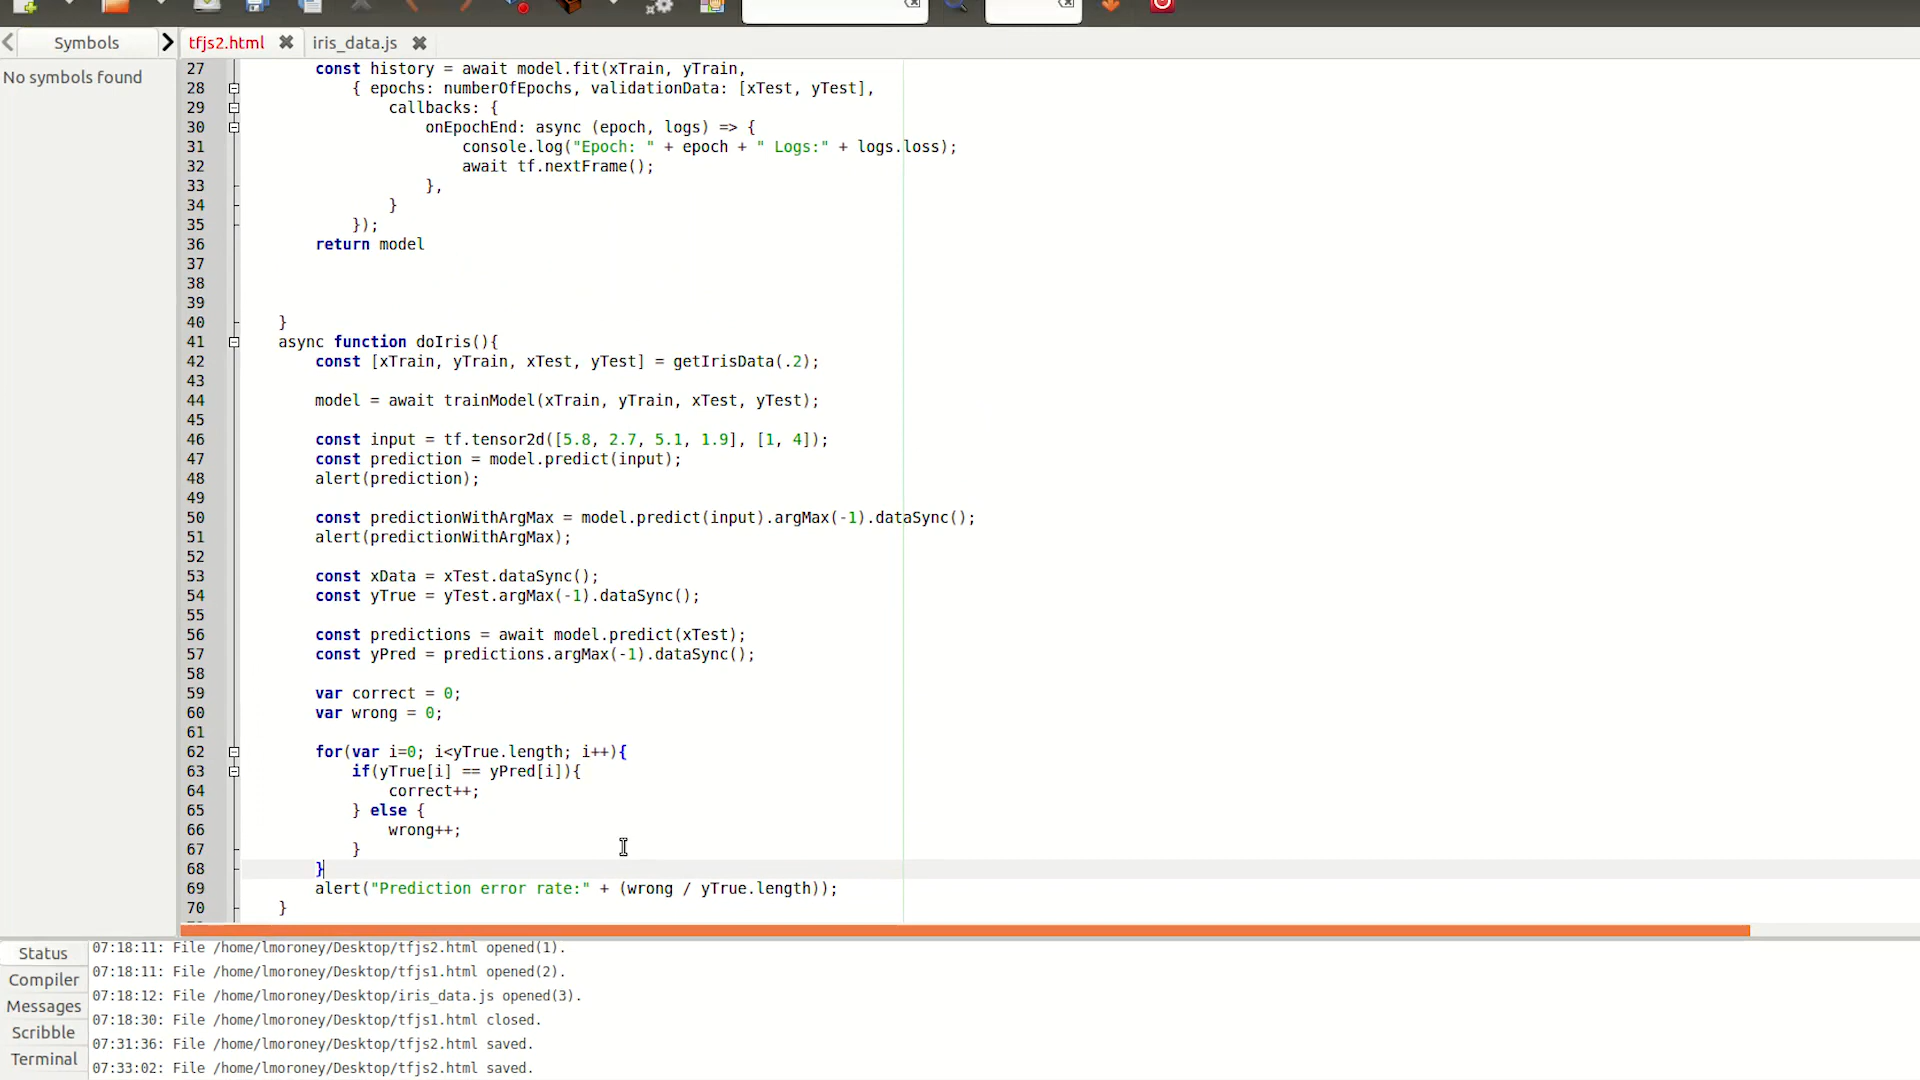 Symbols
tfjs2.html
iris_data.js
No symbols found
27 const history = await model.fit(xTrain, yTrain,
28 { epochs: numberOfEpochs, validationData: [xTest, yTest],
29 callbacks: {
30 onEpochEnd: async (epoch, logs) => {
31 console.log("Epoch: " + epoch + " Logs:" + logs.loss);
32 await tf.nextFrame();
33 },
34 }
35 });
36 return model
37
38
39
40 }
41 async function doIris(){
42 const [xTrain, yTrain, xTest, yTest] = getIrisData(.2);
43
44 model = await trainModel(xTrain, yTrain, xTest, yTest);
45
46 const input = tf.tensor2d([5.8, 2.7, 5.1, 1.9], [1, 4]);
47 const prediction = model.predict(input);
48 alert(prediction);
49
50 const predictionWithArgMax = model.predict(input).argMax(-1).dataSync();
51 alert(predictionWithArgMax);
52
53 const xData = xTest.dataSync();
54 const yTrue = yTest.argMax(-1).dataSync();
55
56 const predictions = await model.predict(xTest);
57 const yPred = predictions.argMax(-1).dataSync();
58
59 var correct = 0;
60 var wrong = 0;
61
62 for(var i=0; i<yTrue.length; i++){
63 if(yTrue[i] == yPred[i]){
64 correct++;
65 } else {
66 wrong++;
67 }
68 }
69 alert("Prediction error rate:" + (wrong / yTrue.length));
70 }
Status
Compiler
Messages
Scribble
Terminal
07:18:11: File /home/lmoroney/Desktop/tfjs2.html opened(1).
07:18:11: File /home/lmoroney/Desktop/tfjs1.html opened(2).
07:18:12: File /home/lmoroney/Desktop/iris_data.js opened(3).
07:18:30: File /home/lmoroney/Desktop/tfjs1.html closed.
07:31:36: File /home/lmoroney/Desktop/tfjs2.html saved.
07:33:02: File /home/lmoroney/Desktop/tfjs2.html saved.